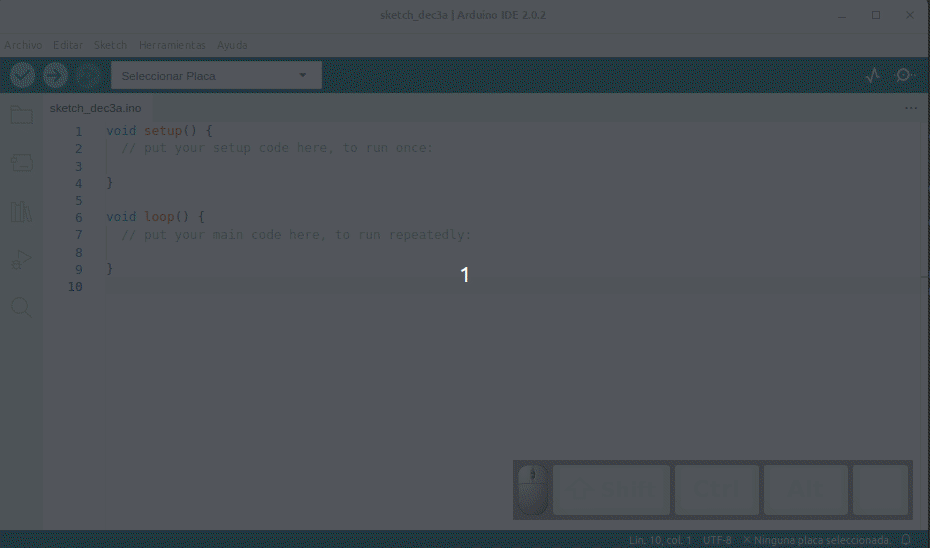 sketch_dec3a | Arduino IDE 2.0.2
Archivo Editar Sketch Herramientas Ayuda
Seleccionar Placa
sketch_dec3a.ino
1 void setup() {
2 // put your setup code here, to run once:
3
4 }
5
6 void loop() {
7 // put your main code here, to run repeatedly:
8
9 }
10
1
Lín. 10, col. 1 UTF-8 Ninguna placa seleccionada.